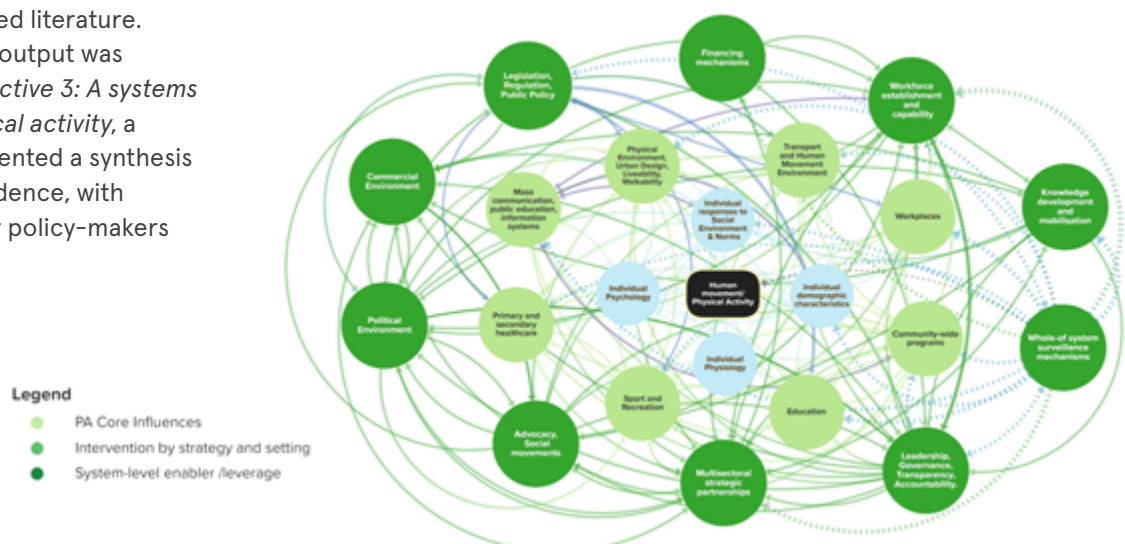 ed literature.
output was
ctive 3: A systems
cal activity, a
ented a synthesis
dence, with
r policy-makers
Legend
PA Core Influences
Intervention by strategy and setting
System-level enabler /leverage
Financing
mechanisms
Legislation,
Regulation,
Public Policy
Workforce
establishment
and
capability
Commercial
Environment
Physical
Environment,
Urban Design,
Liveability,
Walkability
Transport
and Human
Movement
Environment
Mass
communication,
public education,
information
systems
Individual
responses to
Social
Environment
& Norms
Workplaces
Knowledge
development
and
mobilisation
Individual
Psychology
Human
movement/
Physical Activity
Individual
demographic
characteristics
Political
Environment
Primary and
secondary
healthcare
Community-wide
programs
Whole-of system
surveillance
mechanisms
Individual
Physiology
Sport and
Recreation
Education
Advocacy,
Social
movements
Multisectoral
strategic
partnerships
Leadership,
Governance,
Transparency,
Accountability.